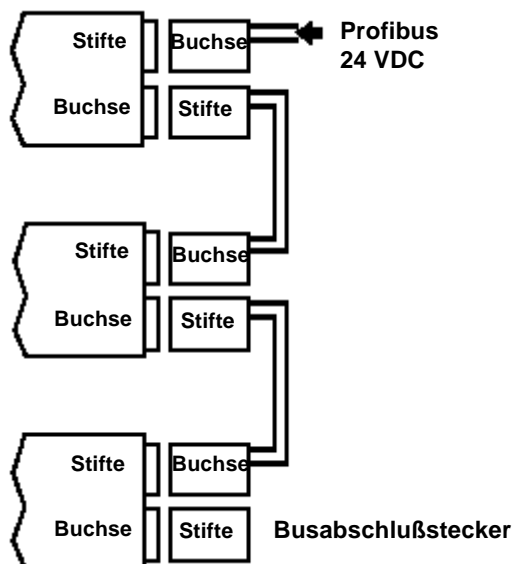 Stifte Buchse Profibus
24 VDC
Buchse Stifte
Stifte Buchse
Buchse Stifte
Stifte Buchse
Buchse Stifte Busabschlußstecker